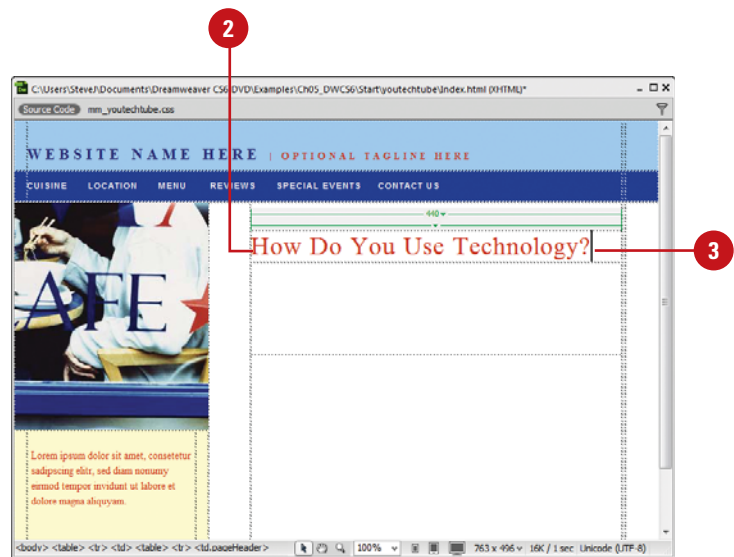 2
C:\Users\SteveJ\Documents\Dreamweaver CS6 DVD\Examples\Ch05_DWCS6\Start\youtechtube\index.html (XHTML)*
Source Code mm_youtechtube.css
WEBSITE NAME HERE | OPTIONAL TAGLINE HERE
CUISINE LOCATION MENU REVIEWS SPECIAL EVENTS CONTACT US
440
How Do You Use Technology?
3
AFE
Lorem ipsum dolor sit amet, consetetur
sadipscing elitr, sed diam nonumy
eirmod tempor invidunt ut labore et
dolore magna aliquyam.
<body> <table> <tr> <td> <table> <tr> <td.pageHeader> 100% 763 x 496 16K / 1 sec Unicode (UTF-8)